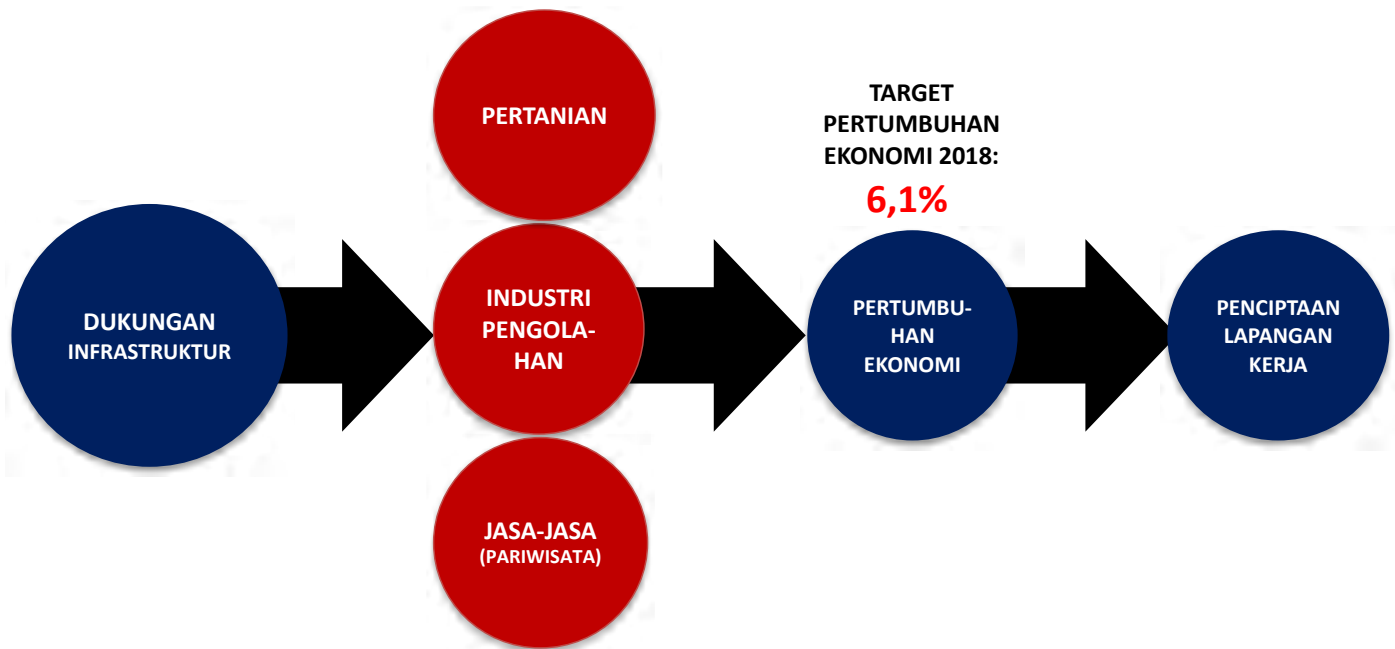 DUKUNGAN
INFRASTRUKTUR
PERTANIAN
INDUSTRI
PENGOLA-
HAN
JASA-JASA
(PARIWISATA)
TARGET
PERTUMBUHAN
EKONOMI 2018:
6,1%
PERTUMBU-
HAN
EKONOMI
PENCIPTAAN
LAPANGAN
KERJA